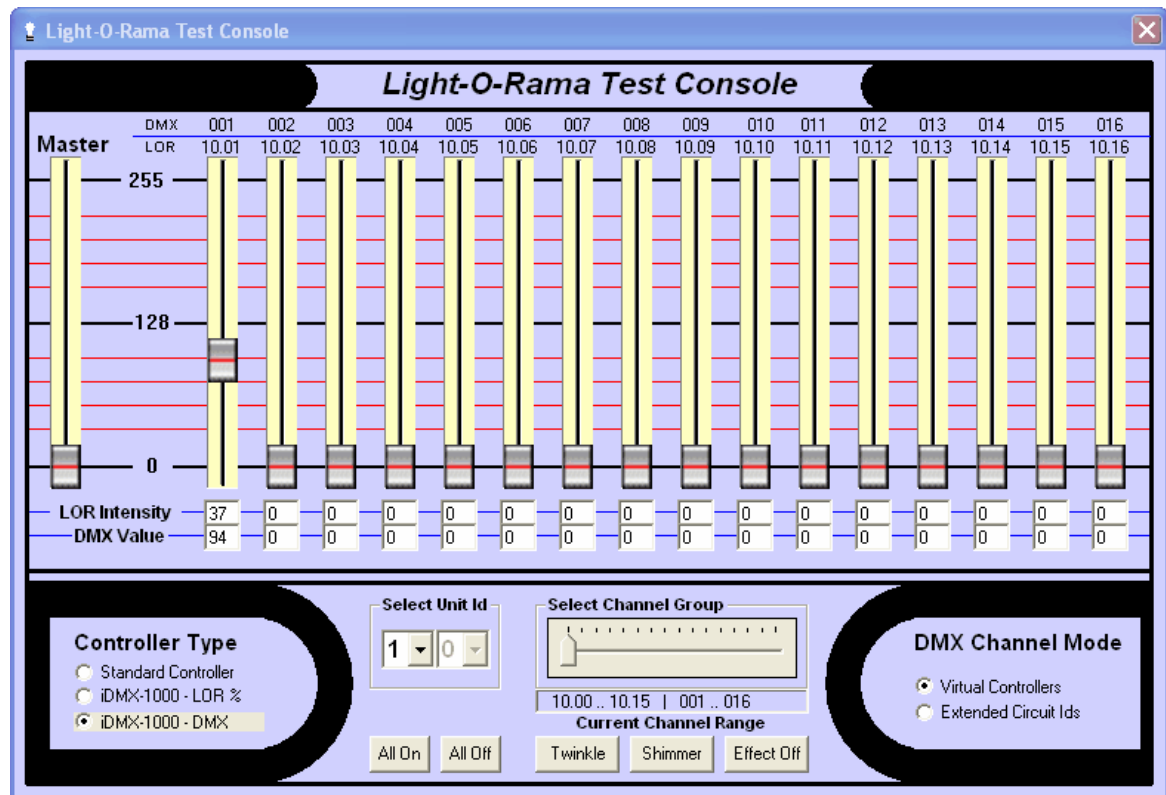 Light-O-Rama Test Console
Light-O-Rama Test Console
DMX 001 002 003 004 005 006 007 008 009 010 011 012 013 014 015 016
Master LOR 10.01 10.02 10.03 10.04 10.05 10.06 10.07 10.08 10.09 10.10 10.11 10.12 10.13 10.14 10.15 10.16
255
128
0
LOR Intensity 37 0 0 0 0 0 0 0 0 0 0 0 0 0 0 0
DMX Value 94 0 0 0 0 0 0 0 0 0 0 0 0 0 0 0
Controller Type
Standard Controller
iDMX-1000 - LOR %
iDMX-1000 - DMX
Select Unit Id
1 0
All On All Off
Select Channel Group
10.00 .. 10.15 | 001 .. 016
Current Channel Range
Twinkle Shimmer Effect Off
DMX Channel Mode
Virtual Controllers
Extended Circuit Ids